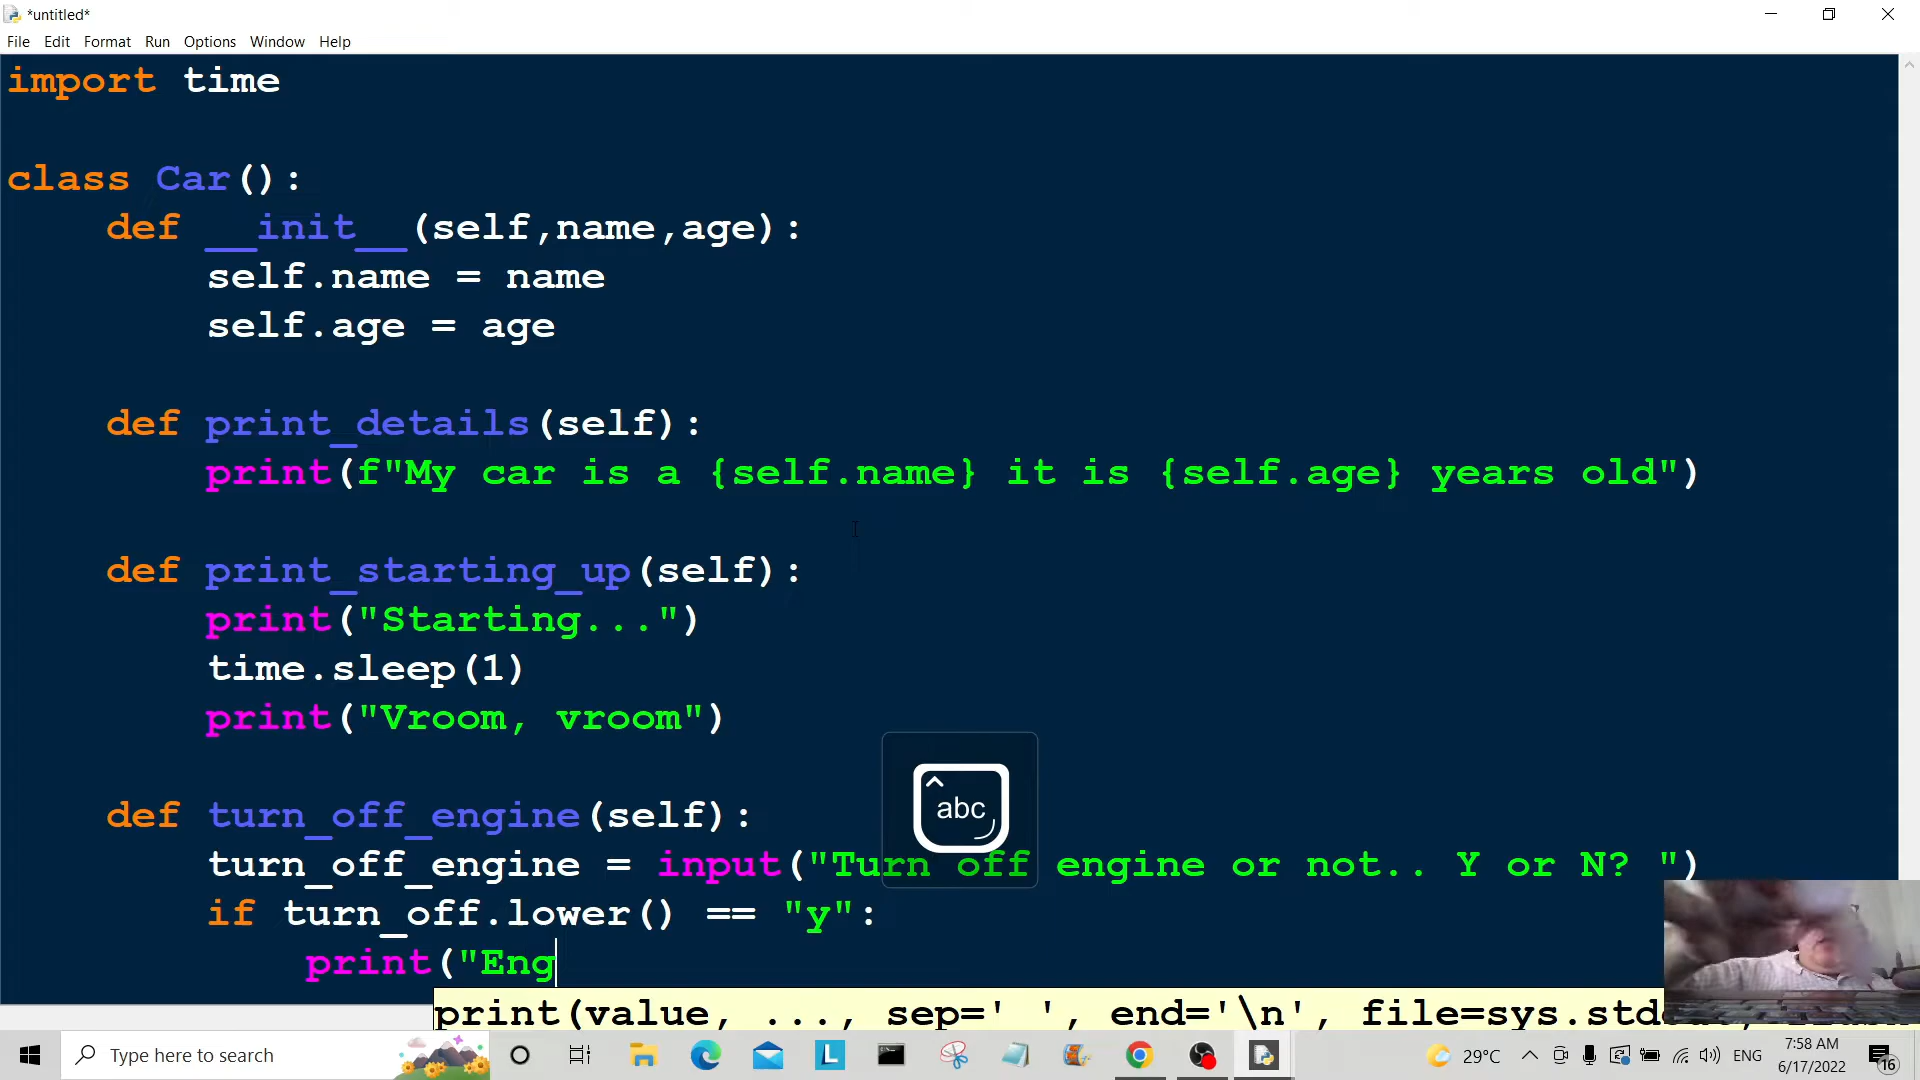 *untitled*
File Edit Format Run Options Window Help
import time
class Car():
def __init__(self,name,age):
self.name = name
self.age = age
def print_details(self):
print(f"My car is a {self.name} it is {self.age} years old")
def print_starting_up(self):
print("Starting...")
time.sleep(1)
print("Vroom, vroom")
def turn_off_engine(self):
turn_off_engine = input("Turn off engine or not.. Y or N? ")
if turn_off.lower() == "y":
print("Eng
abc
print(value, ..., sep=' ', end='\n', file=sys.stdout, flush
Type here to search
L
29°C
ENG
7:58 AM
6/17/2022
16